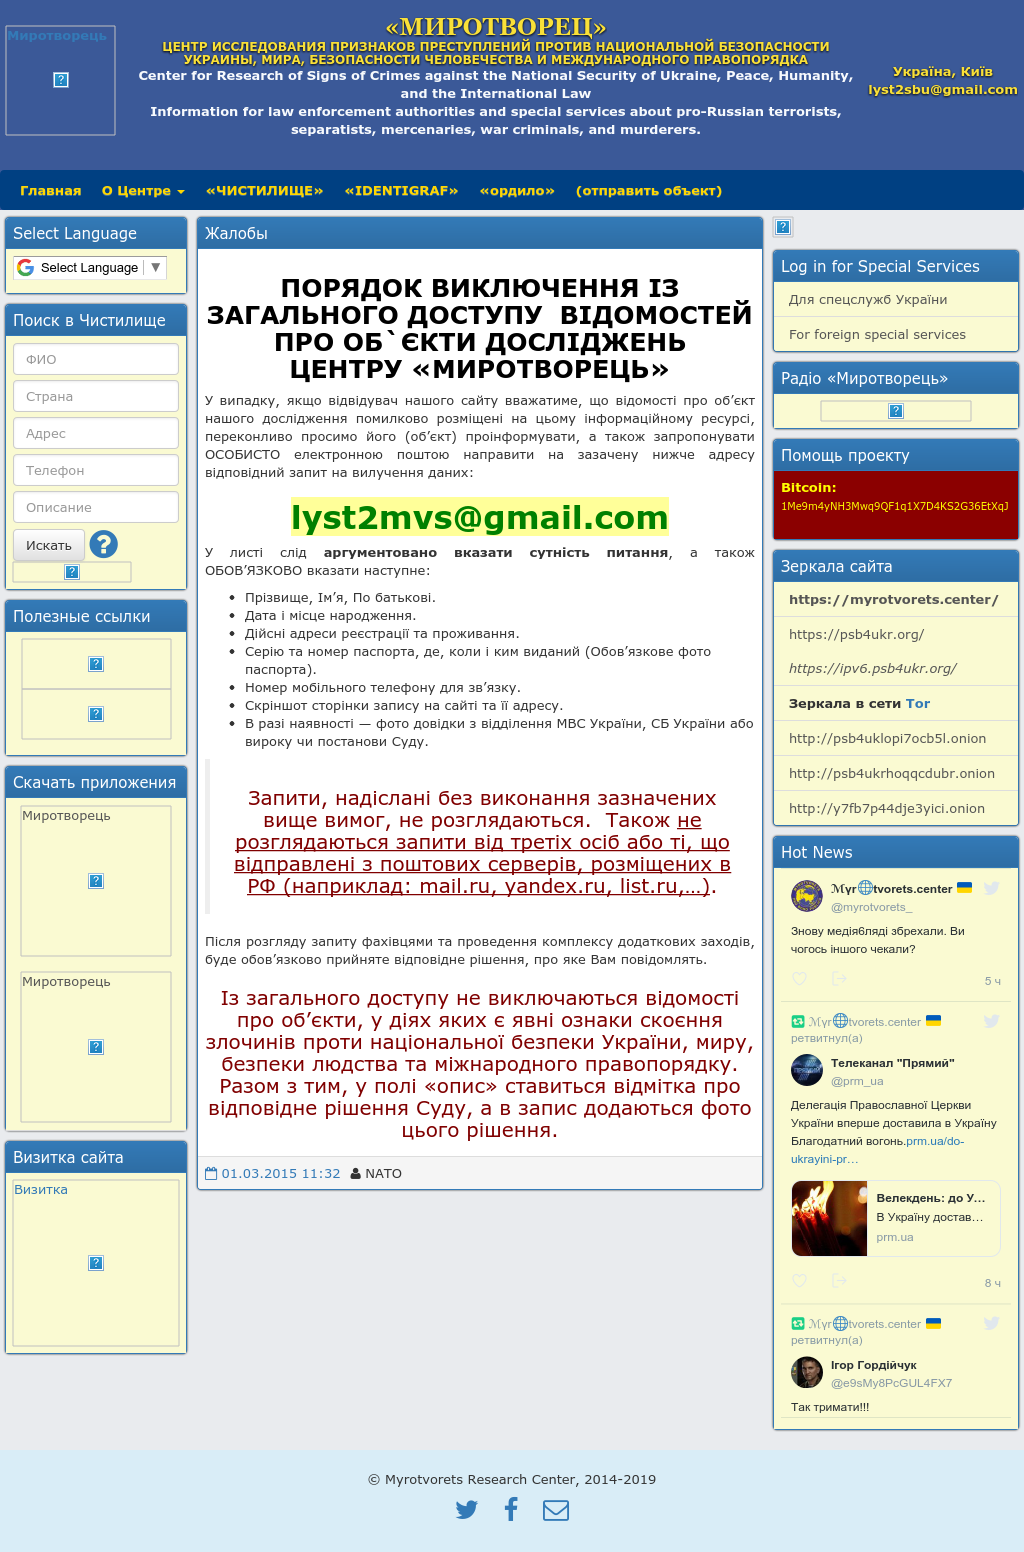 Миротворець
«МИРОТВОРЕЦ»
ЦЕНТР ИССЛЕДОВАНИЯ ПРИЗНАКОВ ПРЕСТУПЛЕНИЙ ПРОТИВ НАЦИОНАЛЬНОЙ БЕЗОПАСНОСТИ
УКРАИНЫ, МИРА, БЕЗОПАСНОСТИ ЧЕЛОВЕЧЕСТВА И МЕЖДУНАРОДНОГО ПРАВОПОРЯДКА
Center for Research of Signs of Crimes against the National Security of Ukraine, Peace, Humanity,
and the International Law
Information for law enforcement authorities and special services about pro-Russian terrorists,
separatists, mercenaries, war criminals, and murderers.
Україна, Київ
lyst2sbu@gmail.com
Главная О Центре «ЧИСТИЛИЩЕ» «IDENTIGRAF» «ордило» (отправить объект)
Select Language
Select Language ▼
Поиск в Чистилище
ФИО
Страна
Адрес
Телефон
Описание
Искать
Полезные ссылки
Скачать приложения
Миротворець
Миротворець
Визитка сайта
Визитка
Жалобы
ПОРЯДОК ВИКЛЮЧЕННЯ ІЗ
ЗАГАЛЬНОГО ДОСТУПУ ВІДОМОСТЕЙ
ПРО ОБ`ЄКТИ ДОСЛІДЖЕНЬ
ЦЕНТРУ «МИРОТВОРЕЦЬ»
У випадку, якщо відвідувач нашого сайту вважатиме, що відомості про об’єкт
нашого дослідження помилково розміщені на цьому інформаційному ресурсі,
переконливо просимо його (об’єкт) проінформувати, а також запропонувати
ОСОБИСТО електронною поштою направити на зазачену нижче адресу
відповідний запит на вилучення даних:
lyst2mvs@gmail.com
У листі слід аргументовано вказати сутність питання, а також
ОБОВ’ЯЗКОВО вказати наступне:
Прізвище, Ім’я, По батькові.
Дата і місце народження.
Дійсні адреси реєстрації та проживання.
Серію та номер паспорта, де, коли і ким виданий (Обов’язкове фото
паспорта).
Номер мобільного телефону для зв’язку.
Скріншот сторінки запису на сайті та її адресу.
В разі наявності — фото довідки з відділення МВС України, СБ України або
вироку чи постанови Суду.
Запити, надіслані без виконання зазначених
вище вимог, не розглядаються. Також не
розглядаються запити від третіх осіб або ті, що
відправлені з поштових серверів, розміщених в
РФ (наприклад: mail.ru, yandex.ru, list.ru,…).
Після розгляду запиту фахівцями та проведення комплексу додаткових заходів,
буде обов’язково прийняте відповідне рішення, про яке Вам повідомлять.
Із загального доступу не виключаються відомості
про об’єкти, у діях яких є явні ознаки скоєння
злочинів проти національної безпеки України, миру,
безпеки людства та міжнародного правопорядку.
Разом з тим, у полі «опис» ставиться відмітка про
відповідне рішення Суду, а в запис додаються фото
цього рішення.
01.03.2015 11:32 NATO
Log in for Special Services
Для спецслужб України
For foreign special services
Радіо «Миротворець»
Помощь проекту
Bitcoin:
1Me9m4yNH3Mwq9QF1q1X7D4KS2G36EtXqJ
Зеркала сайта
https://myrotvorets.center/
https://psb4ukr.org/
https://ipv6.psb4ukr.org/
Зеркала в сети Tor
http://psb4uklopi7ocb5l.onion
http://psb4ukrhoqqcdubr.onion
http://y7fb7p44dje3yici.onion
Hot News
ℳγr🌐tvorets.center 🇺🇦
@myrotvorets_
Знову медія6ляді збрехали. Ви
чогось іншого чекали?
5 ч
ℳγr🌐tvorets.center 🇺🇦
ретвитнул(а)
Телеканал "Прямий"
@prm_ua
Делегація Православної Церкви
України вперше доставила в Україну
Благодатний вогонь.prm.ua/do-
ukrayini-pr…
Велекдень: до У…
В Україну достав…
prm.ua
8 ч
ℳγr🌐tvorets.center 🇺🇦
ретвитнул(а)
Ігор Гордійчук
@e9sMy8PcGUL4FX7
Так тримати!!!
© Myrotvorets Research Center, 2014-2019